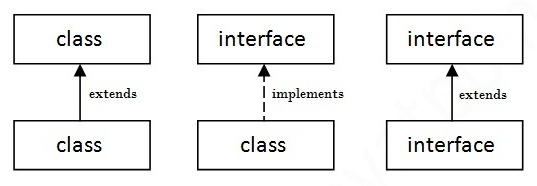 class interface interface
extends implements extends
class class interface